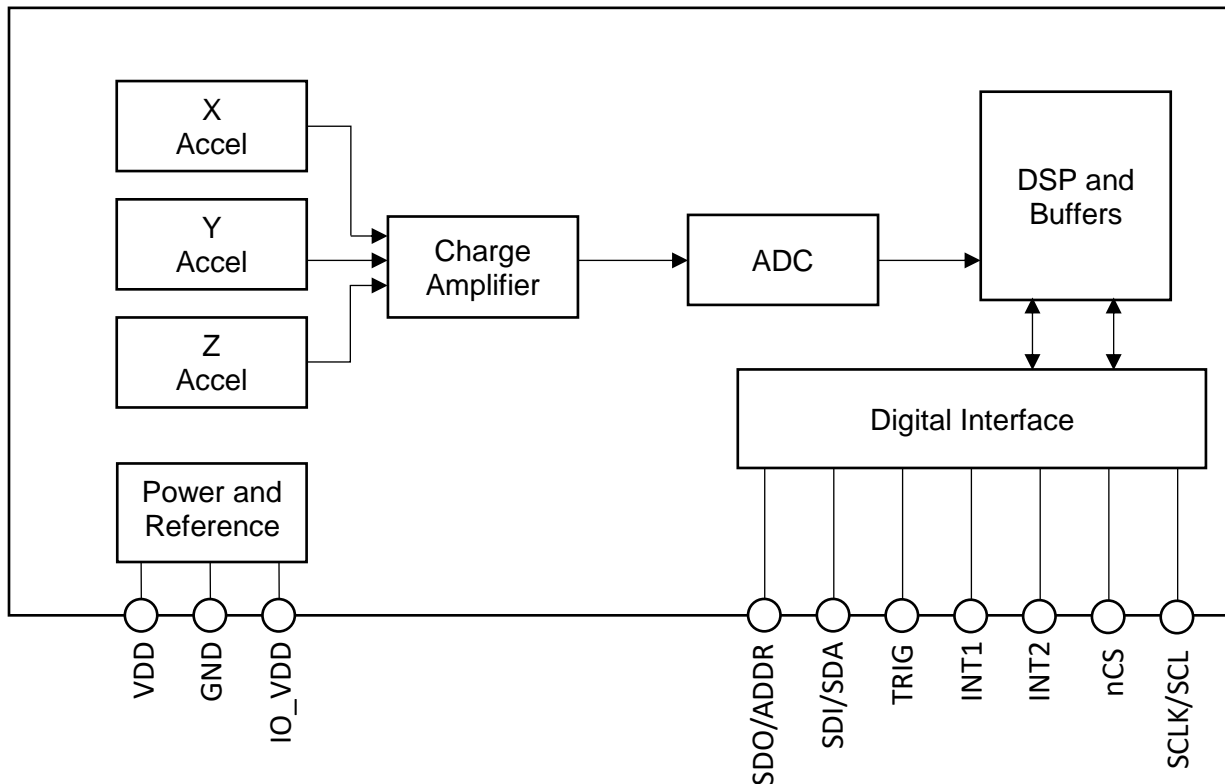 X
Accel
Y
Accel
Z
Accel
Charge
Amplifier
ADC
DSP and
Buffers
Digital Interface
Power and
Reference
VDD
GND
IO_VDD
SDO/ADDR
SDI/SDA
TRIG
INT1
INT2
nCS
SCLK/SCL